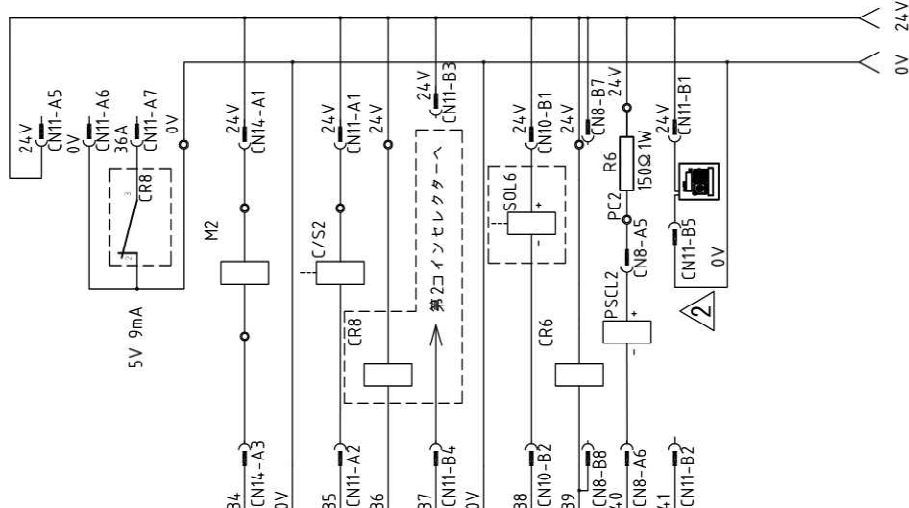 24V
0V
24V
CN11-A5
0V
CN11-A6
36A
CN11-A7
0V
CR8
3
2
5V 9mA
24V
CN14-A1
M2
CN14-A3
0V
24V
CN11-A1
C/S2
CN11-A2
24V
CR8
24V
CN11-B3
第2コインセレクターへ
CN11-B4
0V
24V
CN10-B1
SOL6
+
-
CN10-B2
24V
CN8-B7
CR6
CN8-B8
24V
R6
150Ω 1W
PC2
CN8-A5
PSCL2
+
-
CN8-A6
24V
CN11-B1
CN11-B5
0V
2
CN11-B2